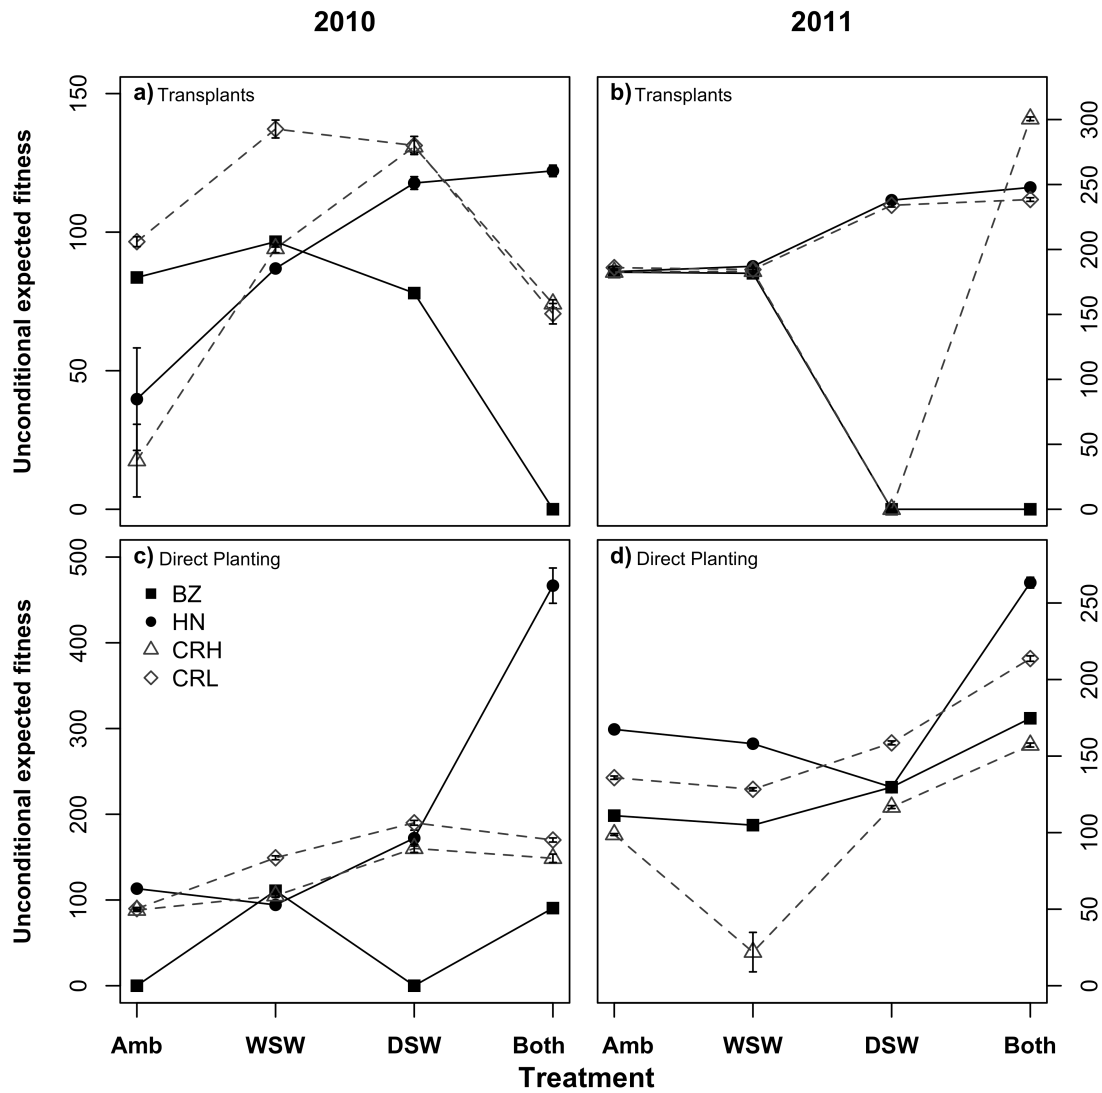 2010 2011
a) Transplants
b) Transplants
Unconditional expected fitness
0 50 100 150
0 50 100 150 200 250 300
c) Direct Planting
BZ
HN
CRH
CRL
d) Direct Planting
Unconditional expected fitness
0 100 200 300 400 500
0 50 100 150 200 250
Amb WSW DSW Both Amb WSW DSW Both
Treatment